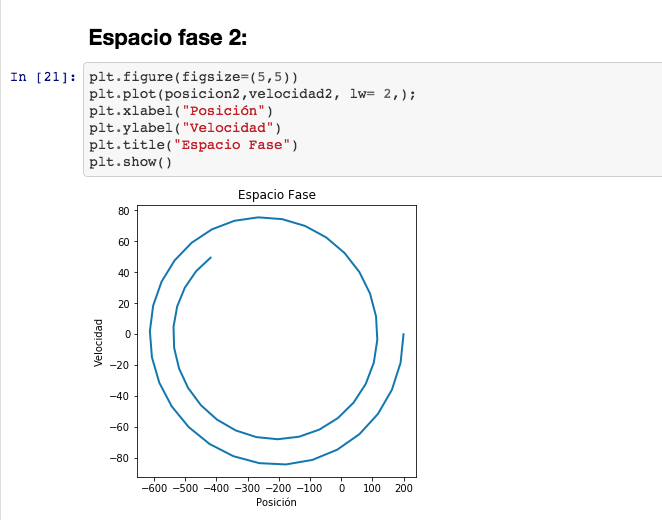 Espacio fase 2:
In [21]: plt.figure(figsize=(5,5))
plt.plot(posicion2,velocidad2, lw= 2,);
plt.xlabel("Posición")
plt.ylabel("Velocidad")
plt.title("Espacio Fase")
plt.show()
Espacio Fase
80
60
40
20
0
−20
−40
−60
−80
Velocidad
−600 −500 −400 −300 −200 −100 0 100 200
Posición